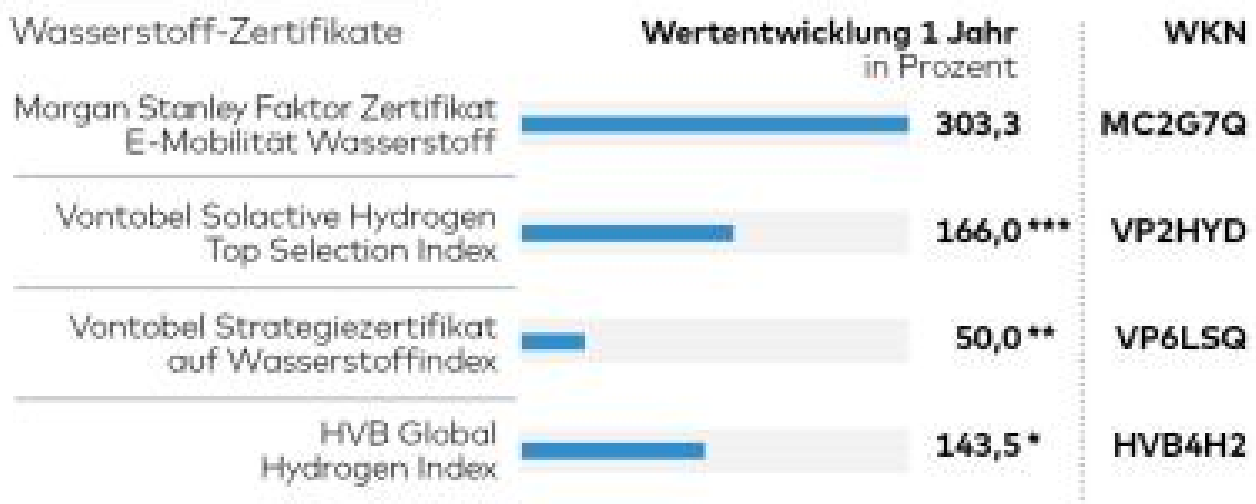 Wasserstoff-Zertifikate
Wertentwicklung 1 Jahr
in Prozent
WKN
Morgan Stanley Faktor Zertifikat
E-Mobilität Wasserstoff
303,3
MC2G7Q
Vontobel Solactive Hydrogen
Top Selection Index
166,0***
VP2HYD
Vontobel Strategiezertifikat
auf Wasserstoffindex
50,0**
VP6LSQ
HVB Global
Hydrogen Index
143,5*
HVB4H2